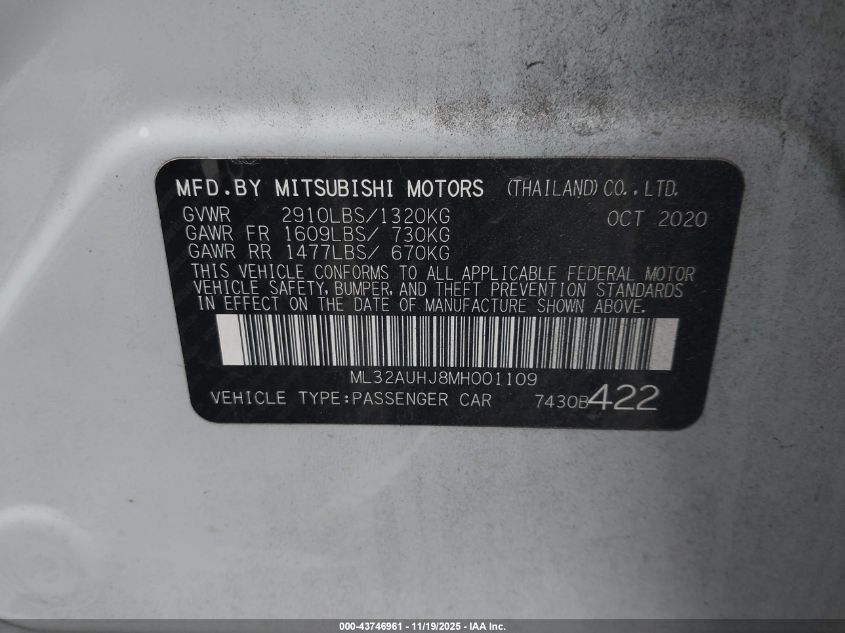 MFD.BY MITSUBISHI MOTORS (THAILAND)CO.,LTD.
GVWR 2910LBS/1320KG OCT 2020
GAWR FR 1609LBS/ 730KG
GAWR RR 1477LBS/ 670KG
THIS VEHICLE CONFORMS TO ALL APPLICABLE FEDERAL MOTOR
VEHICLE SAFETY, BUMPER, AND THEFT PREVENTION STANDARDS
IN EFFECT ON THE DATE OF MANUFACTURE SHOWN ABOVE.
ML32AUHJ8MH001109
VEHICLE TYPE:PASSENGER CAR 7430B422
000-43746961 - 11/19/2025 - IAA Inc.